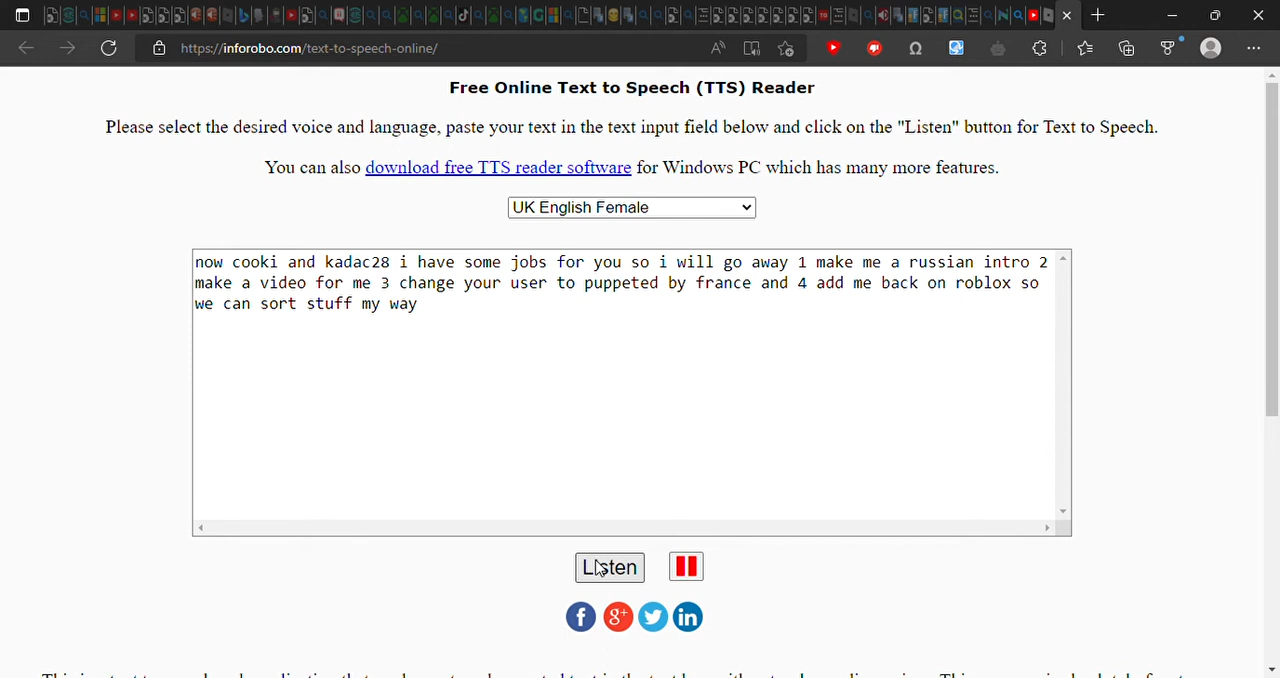 https://inforobo.com/text-to-speech-online/
Free Online Text to Speech (TTS) Reader
Please select the desired voice and language, paste your text in the text input field below and click on the "Listen" button for Text to Speech.
You can also download free TTS reader software for Windows PC which has many more features.
UK English Female
now cooki and kadac28 i have some jobs for you so i will go away 1 make me a russian intro 2
make a video for me 3 change your user to puppeted by france and 4 add me back on roblox so
we can sort stuff my way
Listen